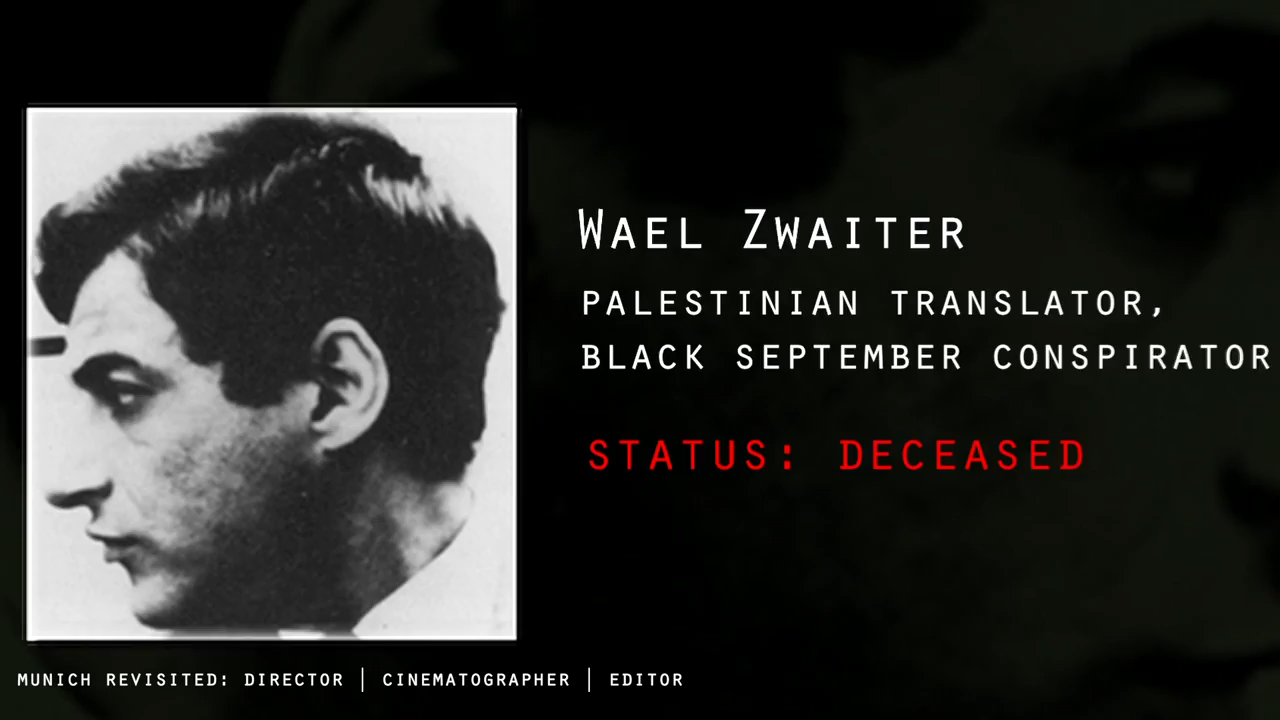 Wael Zwaiter
PALESTINIAN TRANSLATOR,
BLACK SEPTEMBER CONSPIRATOR
STATUS: DECEASED
MUNICH REVISITED: DIRECTOR | CINEMATOGRAPHER | EDITOR